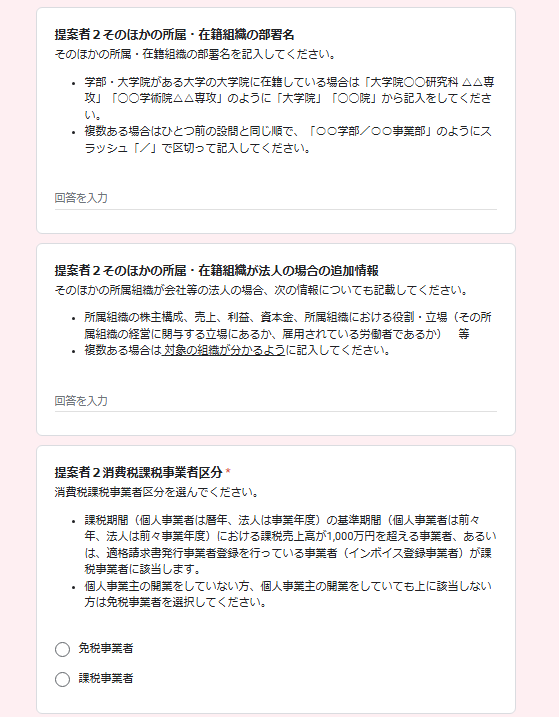 提案者２そのほかの所属・在籍組織の部署名
そのほかの所属・在籍組織の部署名を記入してください。
• 学部・大学院がある大学の大学院に在籍している場合は「大学院〇〇研究科 △△専
攻」「〇〇学術院△△専攻」のように「大学院」「〇〇院」から記入をしてくださ
い。
• 複数ある場合はひとつ前の設問と同じ順で、「〇〇学部／〇〇事業部」のようにス
ラッシュ「／」で区切って記入してください。
回答を入力
提案者２そのほかの所属・在籍組織が法人の場合の追加情報
そのほかの所属組織が会社等の法人の場合、次の情報についても記載してください。
• 所属組織の株主構成、売上、利益、資本金、所属組織における役割・立場（その所
属組織の経営に関与する立場にあるか、雇用されている労働者であるか）　等
• 複数ある場合は 対象の組織が分かるように記入してください。
回答を入力
提案者２消費税課税事業者区分 *
消費税課税事業者区分を選んでください。
• 課税期間（個人事業者は暦年、法人は事業年度）の基準期間（個人事業者は前々
年、法人は前々事業年度）における課税売上高が1,000万円を超える事業者、あるい
は、適格請求書発行事業者登録を行っている事業者（インボイス登録事業者）が課
税事業者に該当します。
• 個人事業主の開業をしていない方、個人事業主の開業をしていても上に該当しない
方は免税事業者を選択してください。
免税事業者
課税事業者